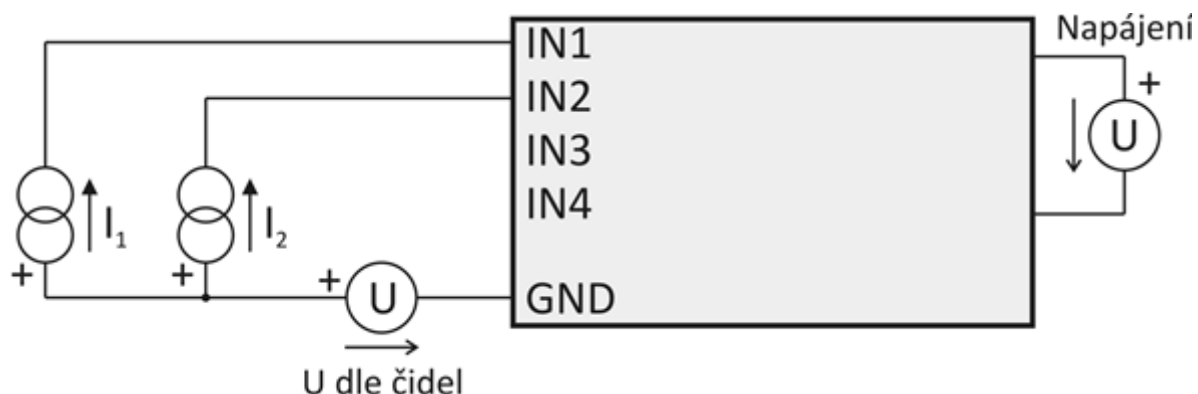 Napájení
IN1
IN2
IN3
IN4
GND
+
U
I₁
+
I₂
+
+
U
U dle čidel